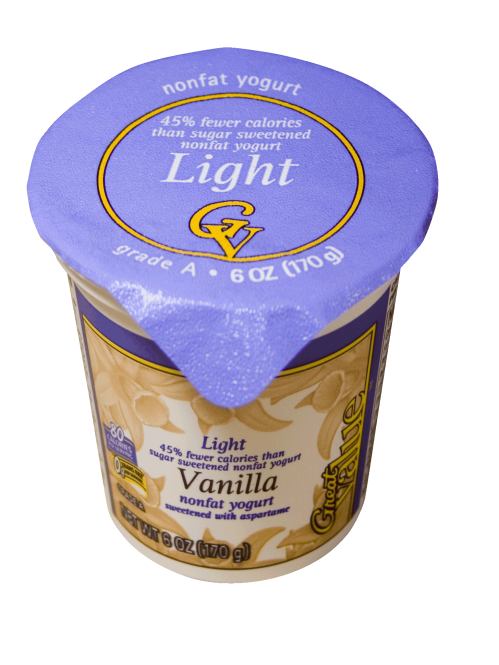 nonfat yogurt
45% fewer calories
than sugar sweetened
nonfat yogurt
Light
GV
grade A • 6 OZ (170 g)
Light
45% fewer calories than
sugar sweetened nonfat yogurt
Vanilla
nonfat yogurt
sweetened with aspartame
80
CALORIES
NET WT 6 OZ (170 g)
Great Value